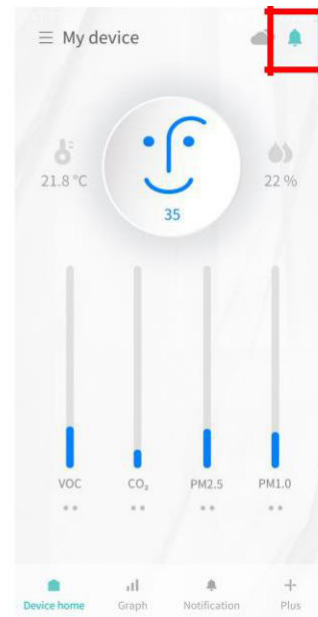 My device
21.8 °C
22 %
35
VOC CO₂ PM2.5 PM1.0
Device home Graph Notification Plus